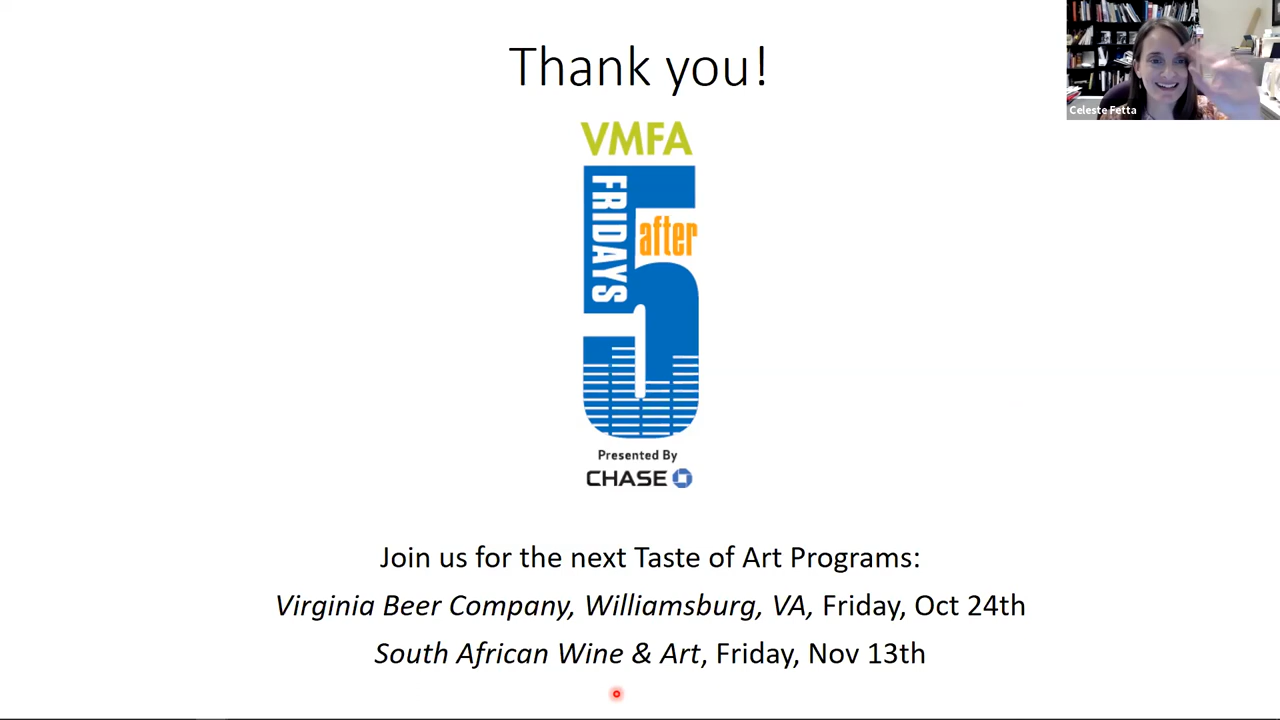 Thank you!
Celeste Fetta
VMFA
FRIDAYS
after
5
Presented By
CHASE
Join us for the next Taste of Art Programs:
Virginia Beer Company, Williamsburg, VA, Friday, Oct 24th
South African Wine & Art, Friday, Nov 13th